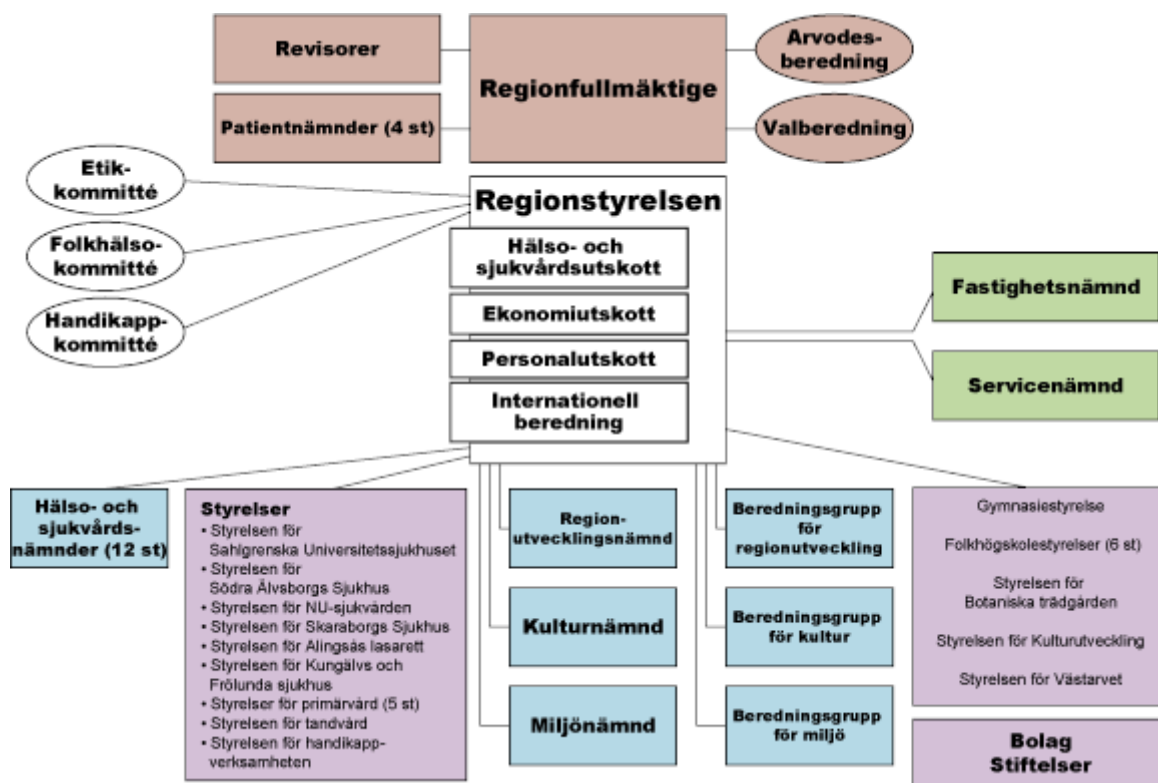 Revisorer
Regionfullmäktige
Arvodes-
beredning
Patientnämnder (4 st)
Valberedning
Etik-
kommitté
Folkhälso-
kommitté
Handikapp-
kommitté
Regionstyrelsen
Hälso- och
sjukvårdsutskott
Ekonomiutskott
Personalutskott
Internationell
beredning
Fastighetsnämnd
Servicenämnd
Hälso- och
sjukvårds-
nämnder (12 st)
Styrelser
• Styrelsen för
Sahlgrenska Universitetssjukhuset
• Styrelsen för
Södra Älvsborgs Sjukhus
• Styrelsen för NU-sjukvården
• Styrelsen för Skaraborgs Sjukhus
• Styrelsen för Alingsås lasarett
• Styrelsen för Kungälvs och
Frölunda sjukhus
• Styrelser för primärvård (5 st)
• Styrelsen för tandvård
• Styrelsen för handikapp-
verksamheten
Region-
utvecklingsnämnd
Kulturnämnd
Miljönämnd
Beredningsgrupp
för
regionutveckling
Beredningsgrupp
för kultur
Beredningsgrupp
för miljö
Gymnasiestyrelse
Folkhögskolestyrelser (6 st)
Styrelsen för
Botaniska trädgården
Styrelsen för Kulturutveckling
Styrelsen för Västarvet
Bolag
Stiftelser